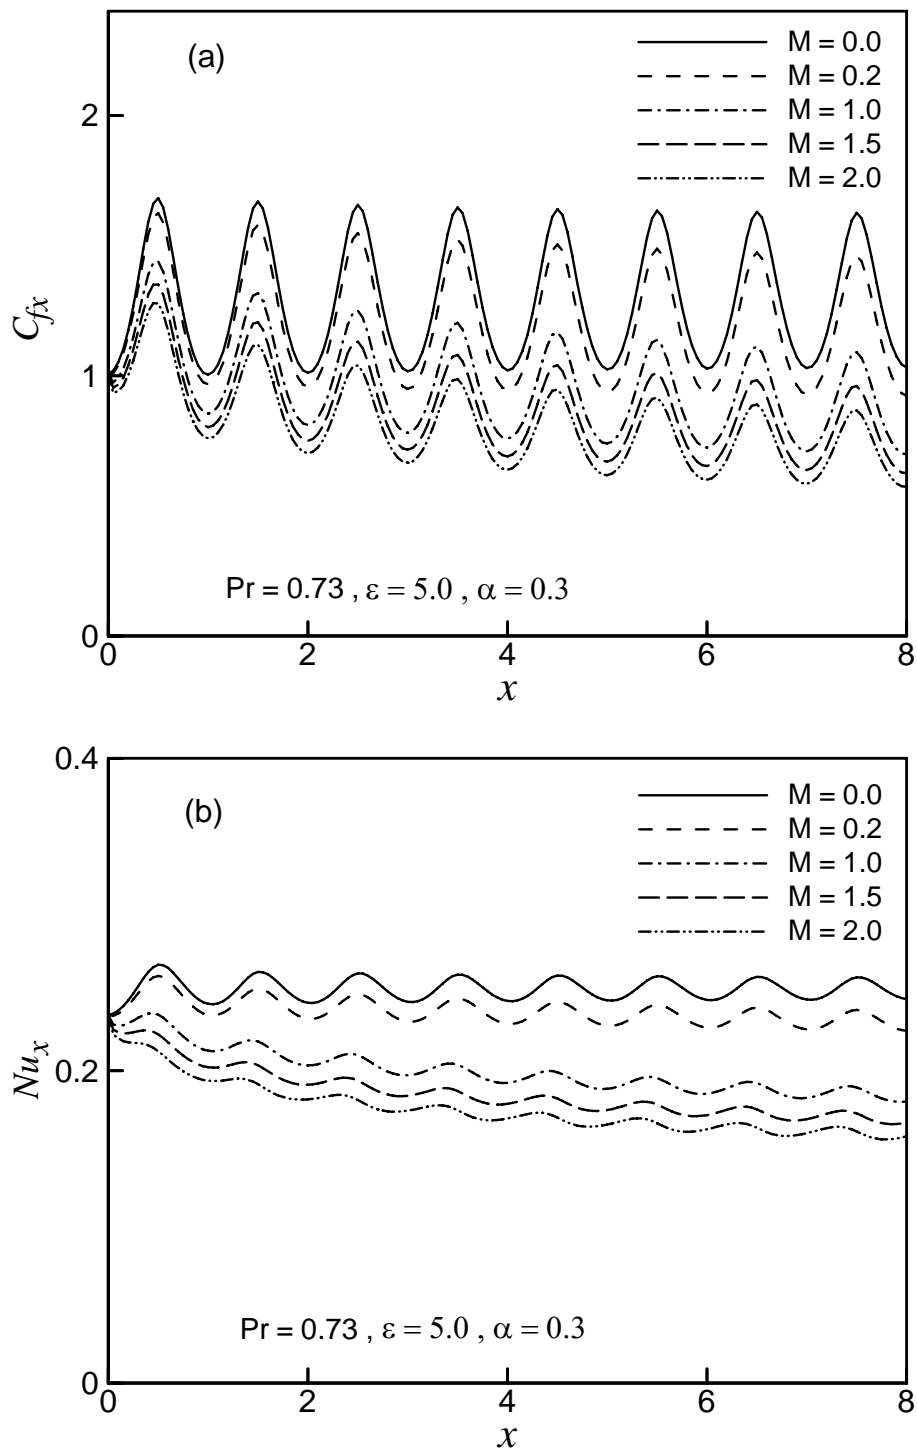 (a)
M = 0.0
M = 0.2
M = 1.0
M = 1.5
M = 2.0
2
1
0
C_fx
Pr = 0.73 , ε = 5.0 , α = 0.3
0 2 4 6 8
x
0.4
(b)
M = 0.0
M = 0.2
M = 1.0
M = 1.5
M = 2.0
0.2
Nu_x
Pr = 0.73 , ε = 5.0 , α = 0.3
0
0 2 4 6 8
x